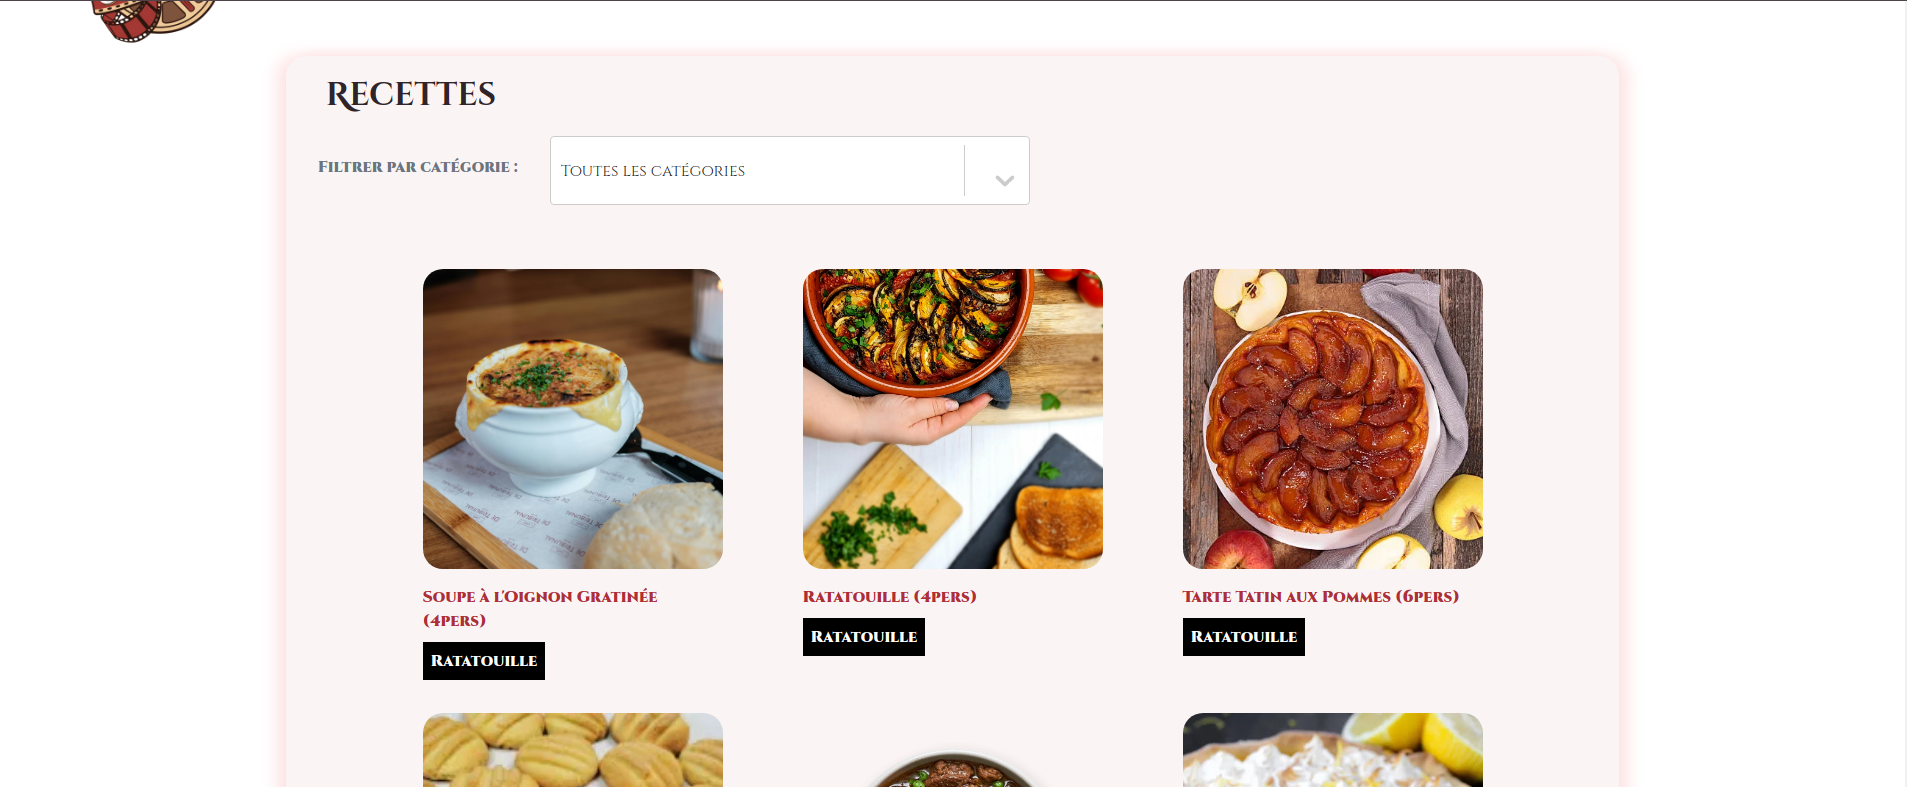 Recettes
Filtrer par catégorie :
Toutes les catégories
Soupe à l'Oignon Gratinée
(4pers)
Ratatouille
Ratatouille (4pers)
Ratatouille
Tarte Tatin aux Pommes (6pers)
Ratatouille